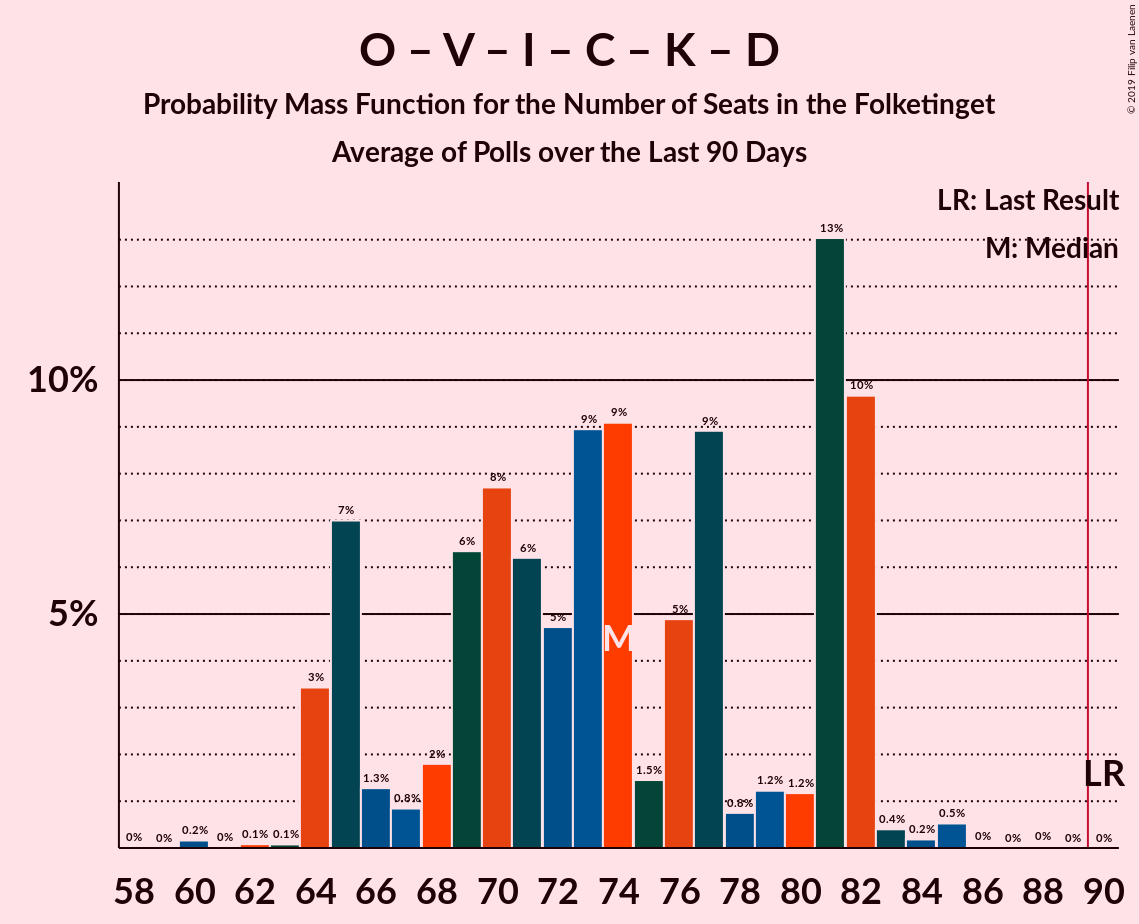 O – V – I – C – K – D
Probability Mass Function for the Number of Seats in the Folketinget
Average of Polls over the Last 90 Days
© 2019 Filip van Laenen
LR: Last Result
M: Median
10%
5%
0% 0% 0.2% 0% 0.1% 0.1% 3% 7% 1.3% 0.8% 2% 6% 8% 6% 5% 9% 9% 1.5% 5% 9% 0.8% 1.2% 1.2% 13% 10% 0.4% 0.2% 0.5% 0% 0% 0% 0% 0%
M
LR
58 60 62 64 66 68 70 72 74 76 78 80 82 84 86 88 90